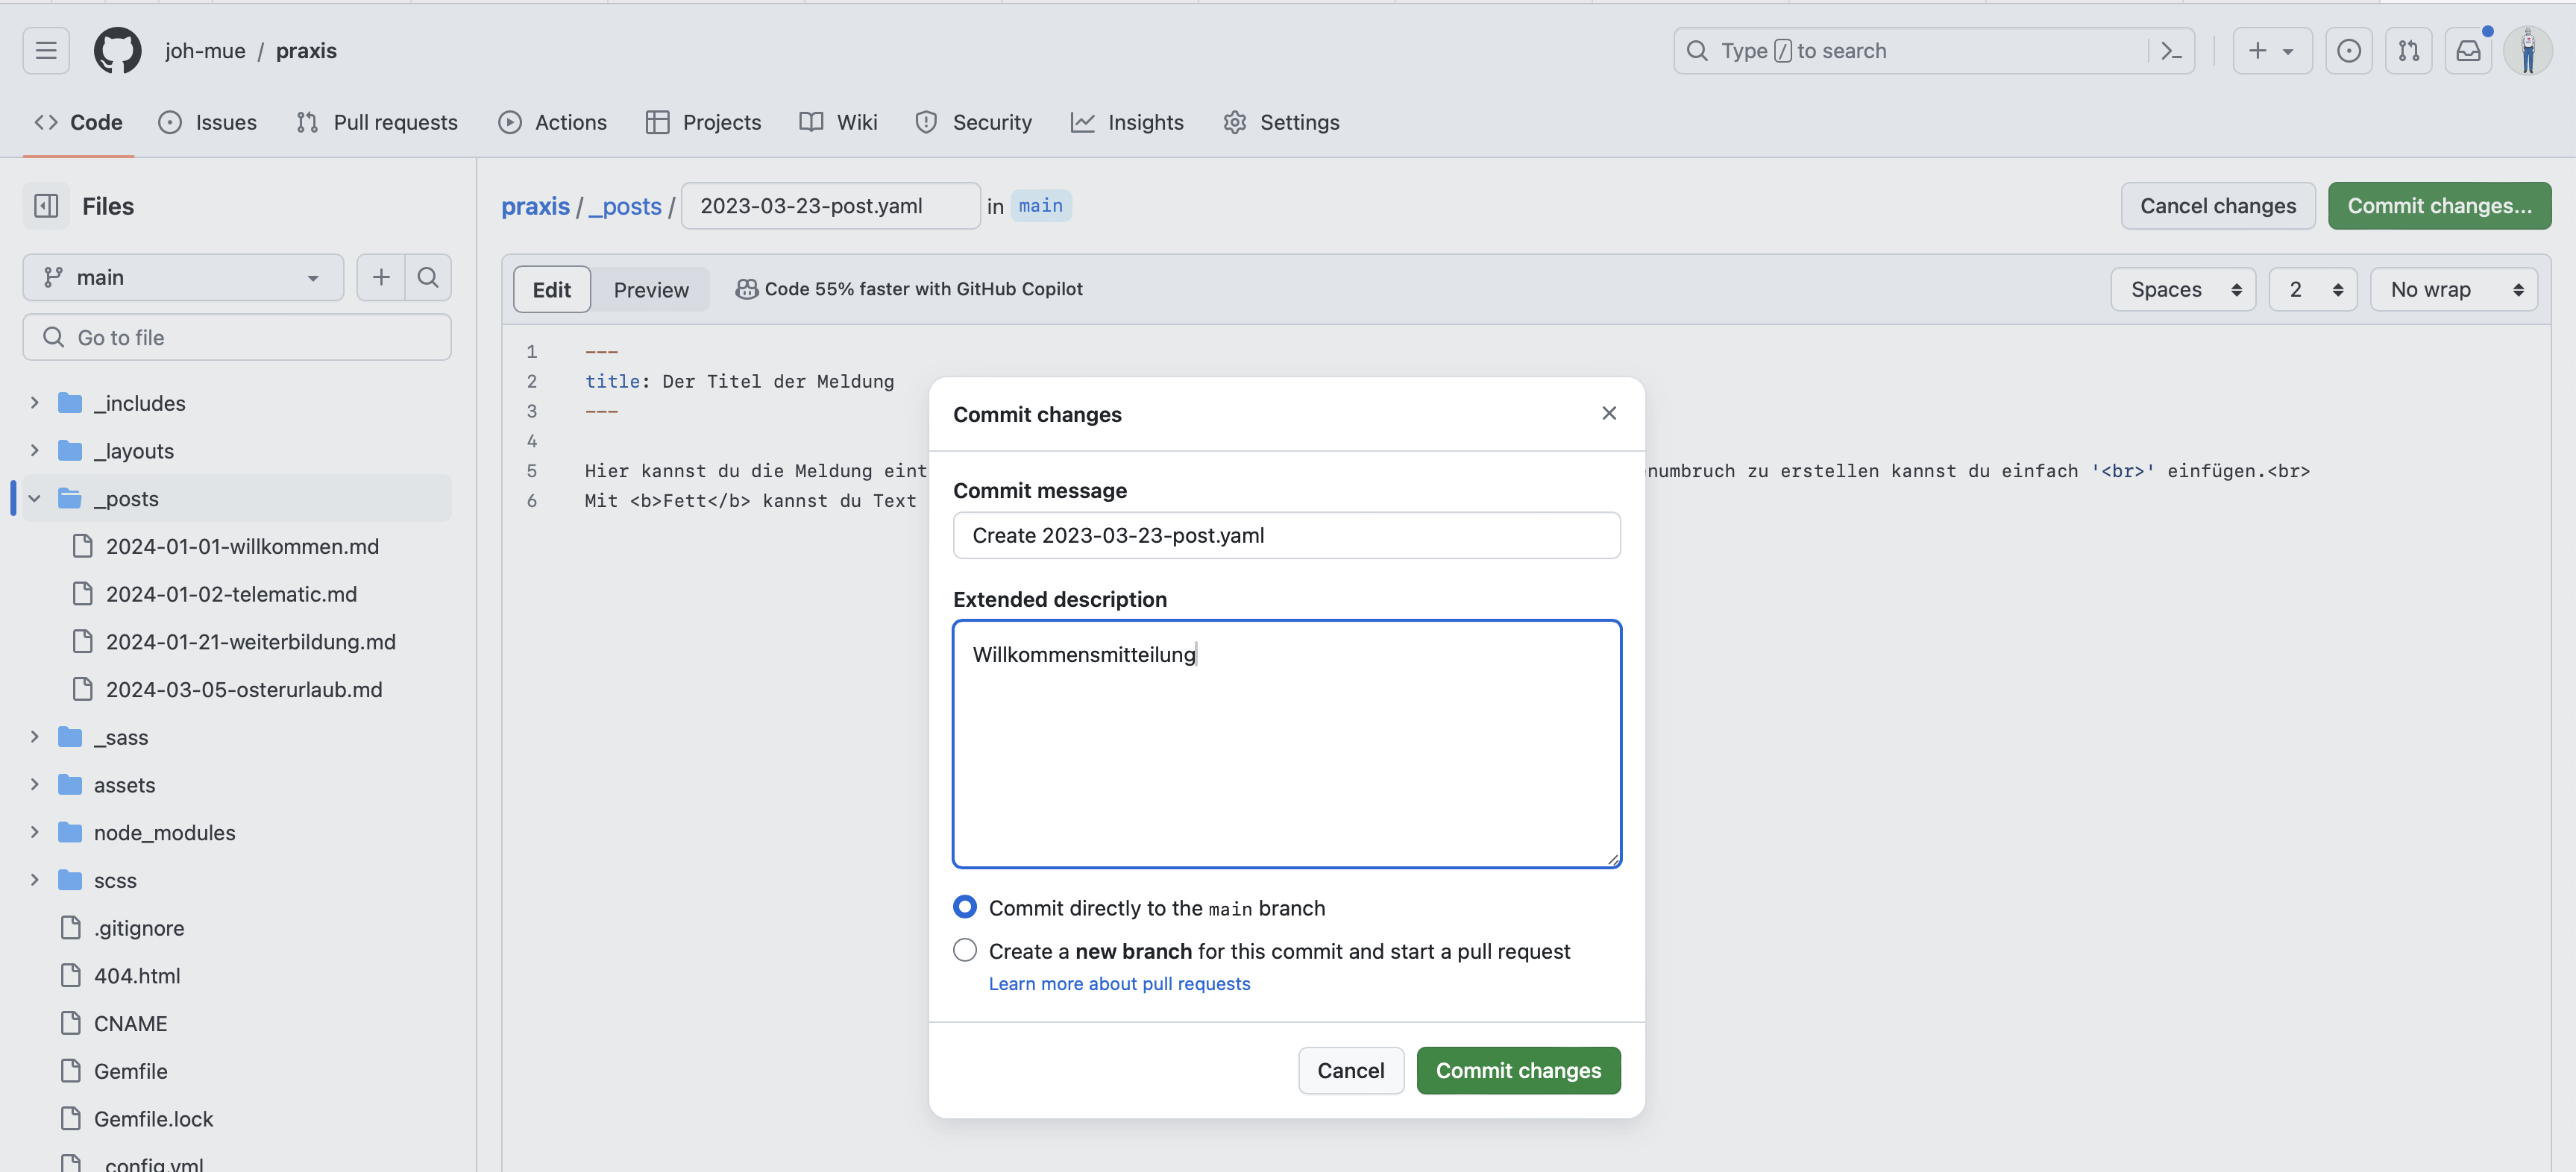 joh-mue / praxis
Type / to search
Code
Issues
Pull requests
Actions
Projects
Wiki
Security
Insights
Settings
Files
praxis / _posts / 2023-03-23-post.yaml in main
Cancel changes
Commit changes...
main
Go to file
_includes
_layouts
_posts
2024-01-01-willkommen.md
2024-01-02-telematic.md
2024-01-21-weiterbildung.md
2024-03-05-osterurlaub.md
_sass
assets
node_modules
scss
.gitignore
404.html
CNAME
Gemfile
Gemfile.lock
_config.yml
Edit
Preview
Code 55% faster with GitHub Copilot
Spaces
2
No wrap
1 ---
2 title: Der Titel der Meldung
3 ---
4
5 Hier kannst du die Meldung eint
numbruch zu erstellen kannst du einfach '<br>' einfügen.<br>
6 Mit <b>Fett</b> kannst du Text
Commit changes
Commit message
Create 2023-03-23-post.yaml
Extended description
Willkommensmitteilung
Commit directly to the main branch
Create a new branch for this commit and start a pull request
Learn more about pull requests
Cancel
Commit changes